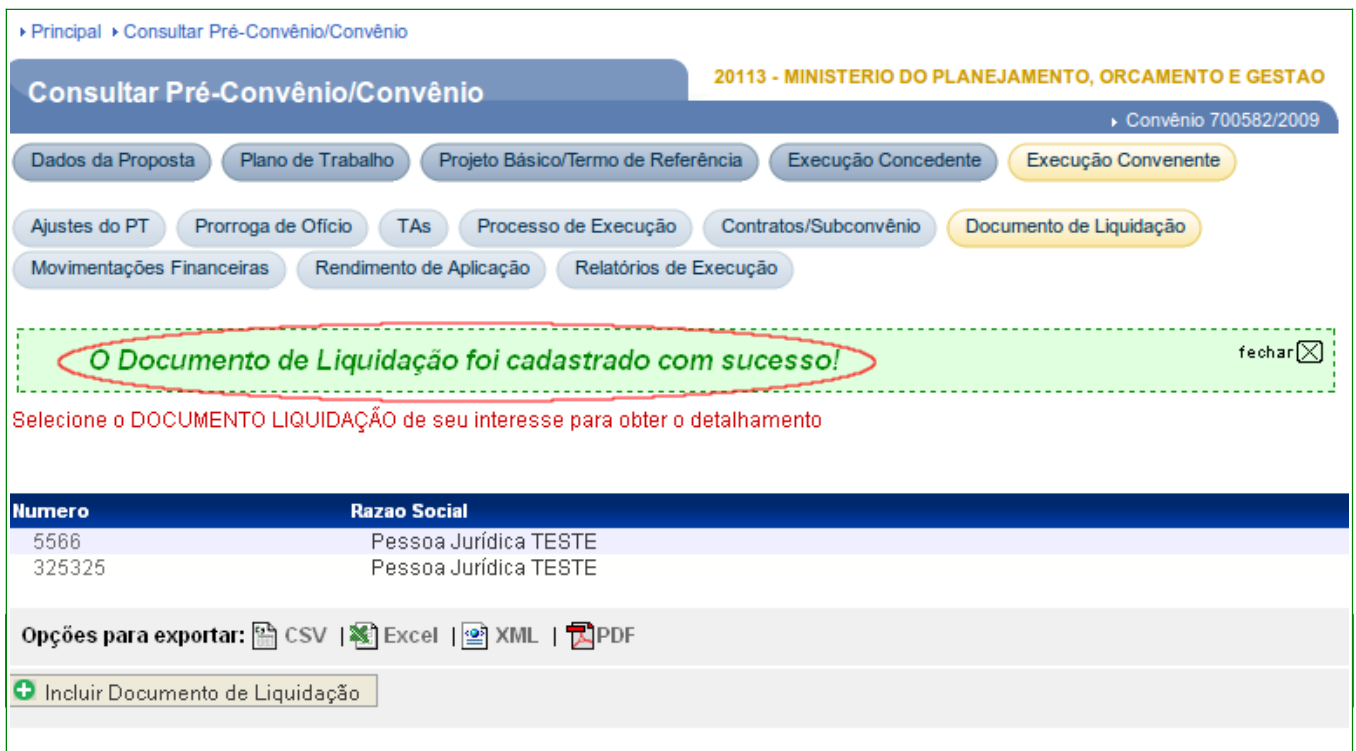 Principal Consultar Pré-Convênio/Convênio
20113 - MINISTERIO DO PLANEJAMENTO, ORCAMENTO E GESTAO
Consultar Pré-Convênio/Convênio
Convênio 700582/2009
Dados da Proposta Plano de Trabalho Projeto Básico/Termo de Referência Execução Concedente Execução Convenente
Ajustes do PT Prorroga de Ofício TAs Processo de Execução Contratos/Subconvênio Documento de Liquidação
Movimentações Financeiras Rendimento de Aplicação Relatórios de Execução
O Documento de Liquidação foi cadastrado com sucesso! fechar
Selecione o DOCUMENTO LIQUIDAÇÃO de seu interesse para obter o detalhamento
Numero Razao Social
5566 Pessoa Jurídica TESTE
325325 Pessoa Jurídica TESTE
Opções para exportar: CSV | Excel | XML | PDF
Incluir Documento de Liquidação